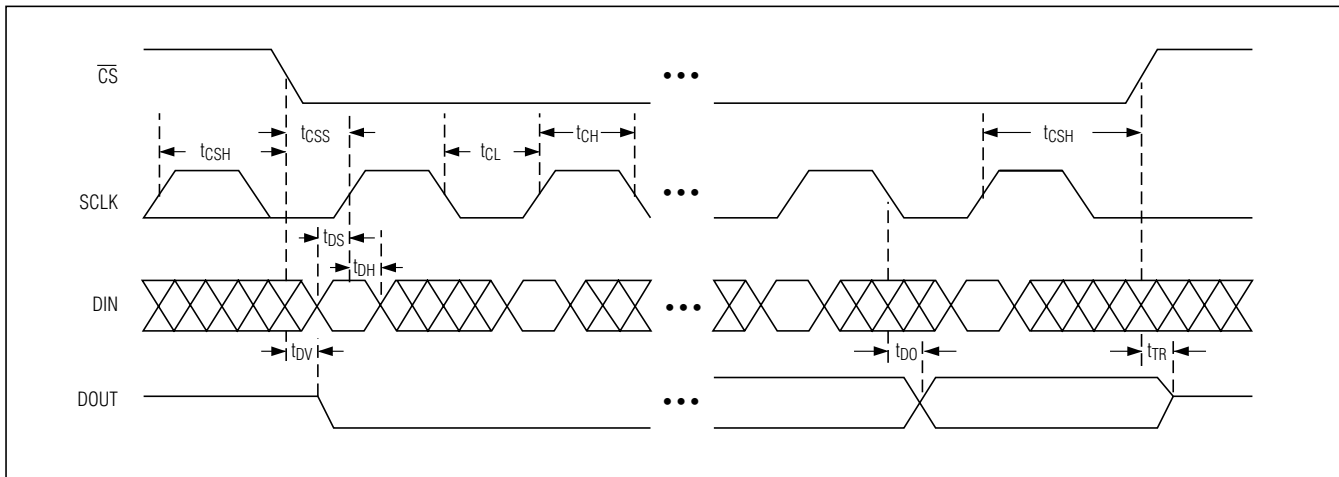 CS
tCSS
tCH
tCSH
tCSH
tCL
SCLK
tDS
tDH
DIN
tDV
tDO
tTR
DOUT